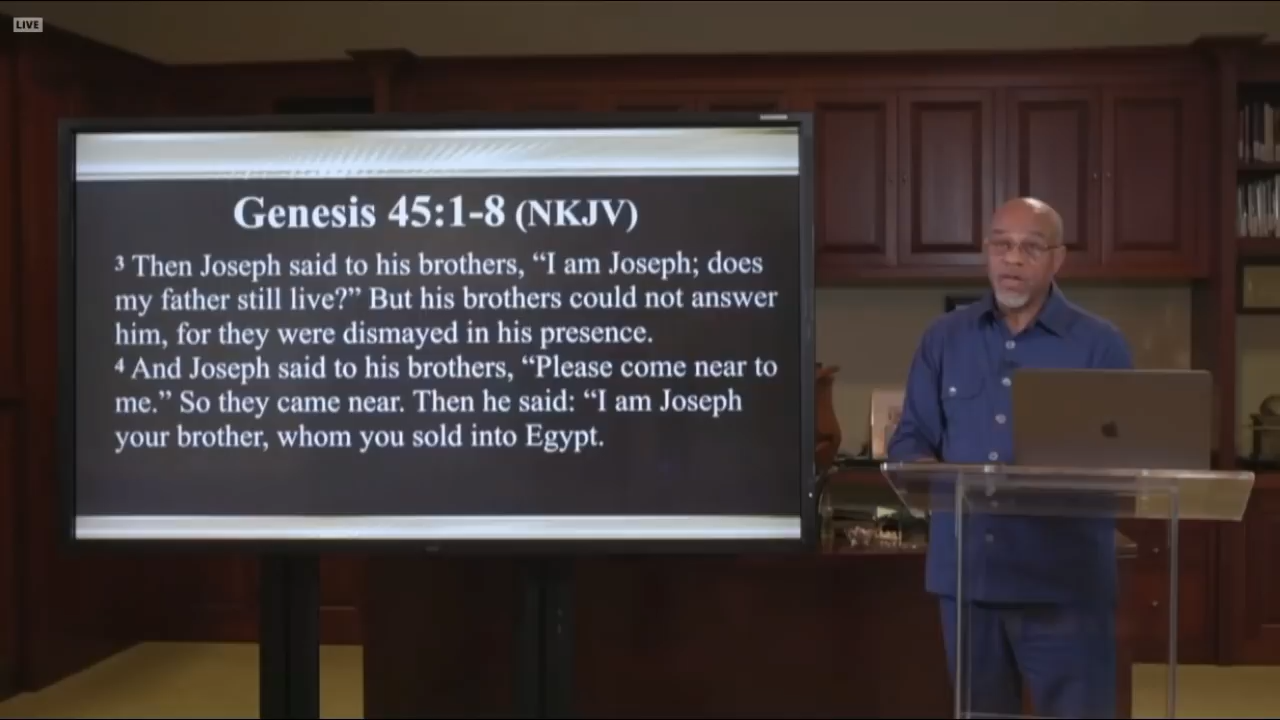 LIVE
Genesis 45:1-8 (NKJV)
³ Then Joseph said to his brothers, “I am Joseph; does
my father still live?” But his brothers could not answer
him, for they were dismayed in his presence.
⁴ And Joseph said to his brothers, “Please come near to
me.” So they came near. Then he said: “I am Joseph
your brother, whom you sold into Egypt.